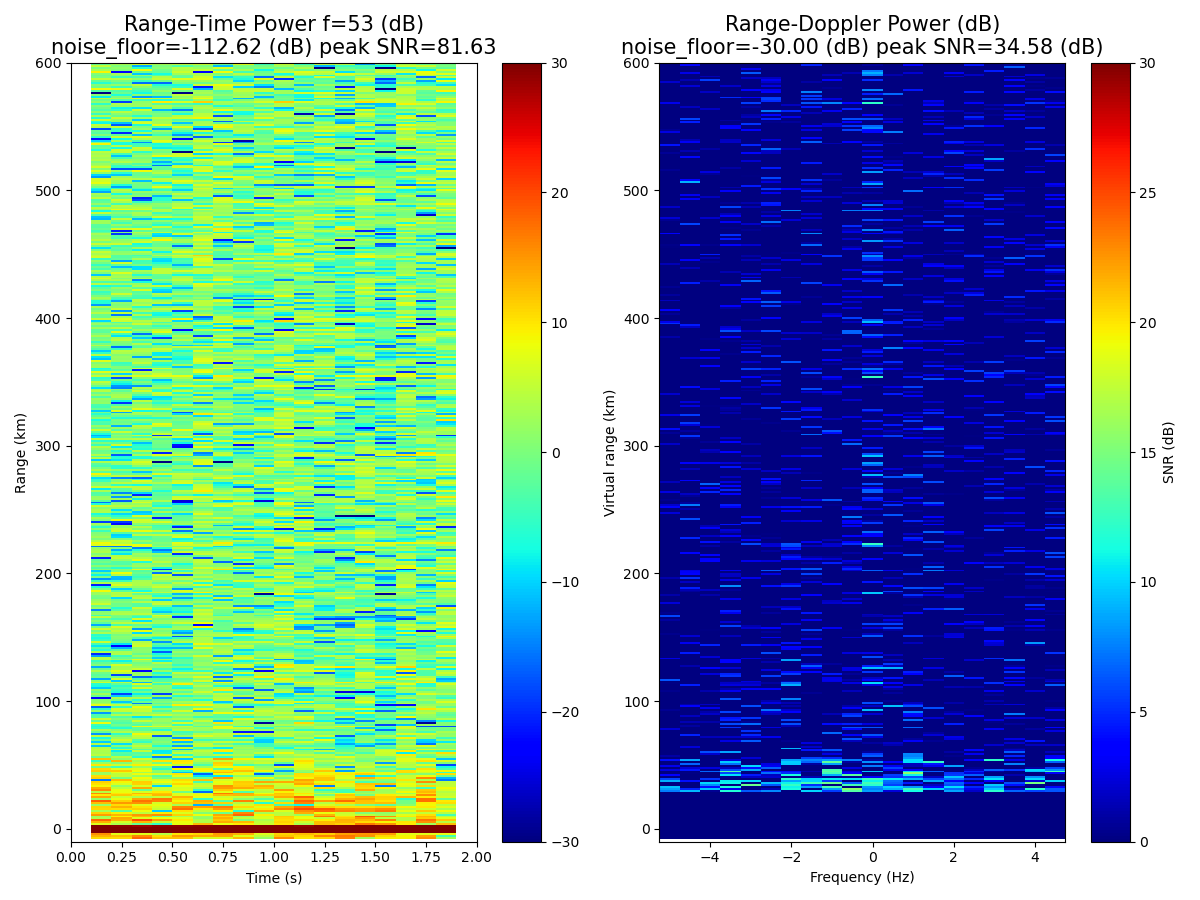 Range-Time Power f=53 (dB)
noise_floor=-112.62 (dB) peak SNR=81.63
Range (km)
600
500
400
300
200
100
0
0.00 0.25 0.50 0.75 1.00 1.25 1.50 1.75 2.00
Time (s)
30
20
10
0
−10
−20
−30
Range-Doppler Power (dB)
noise_floor=-30.00 (dB) peak SNR=34.58 (dB)
Virtual range (km)
600
500
400
300
200
100
0
−4 −2 0 2 4
Frequency (Hz)
30
25
20
15
10
5
0
SNR (dB)